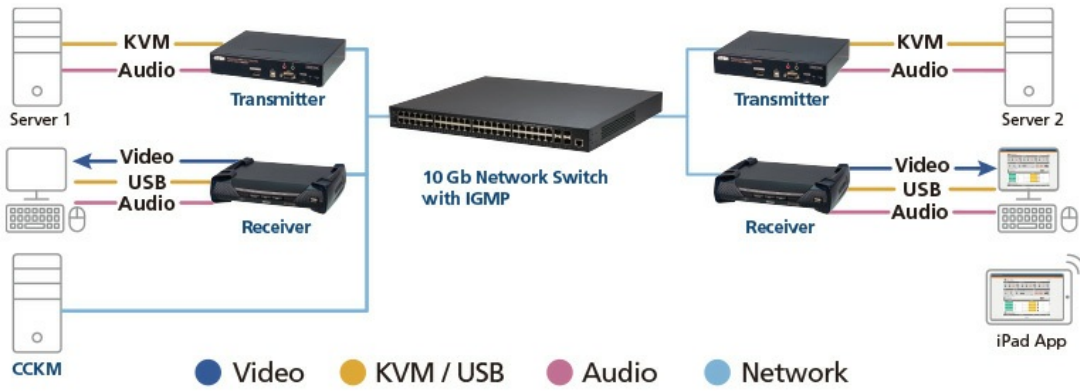 KVM
Audio
Transmitter
Server 1
KVM
Audio
Transmitter
Server 2
Video
USB
Audio
Receiver
10 Gb Network Switch
with IGMP
Video
USB
Audio
Receiver
CCKM
iPad App
Video
KVM / USB
Audio
Network